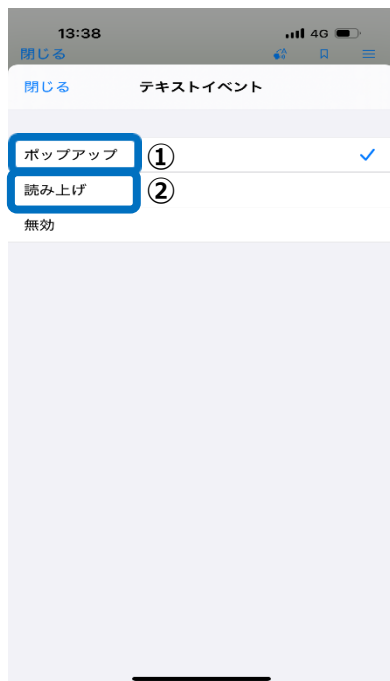 13:38 4G
閉じる
閉じる テキストイベント
ポップアップ ①
読み上げ ②
無効